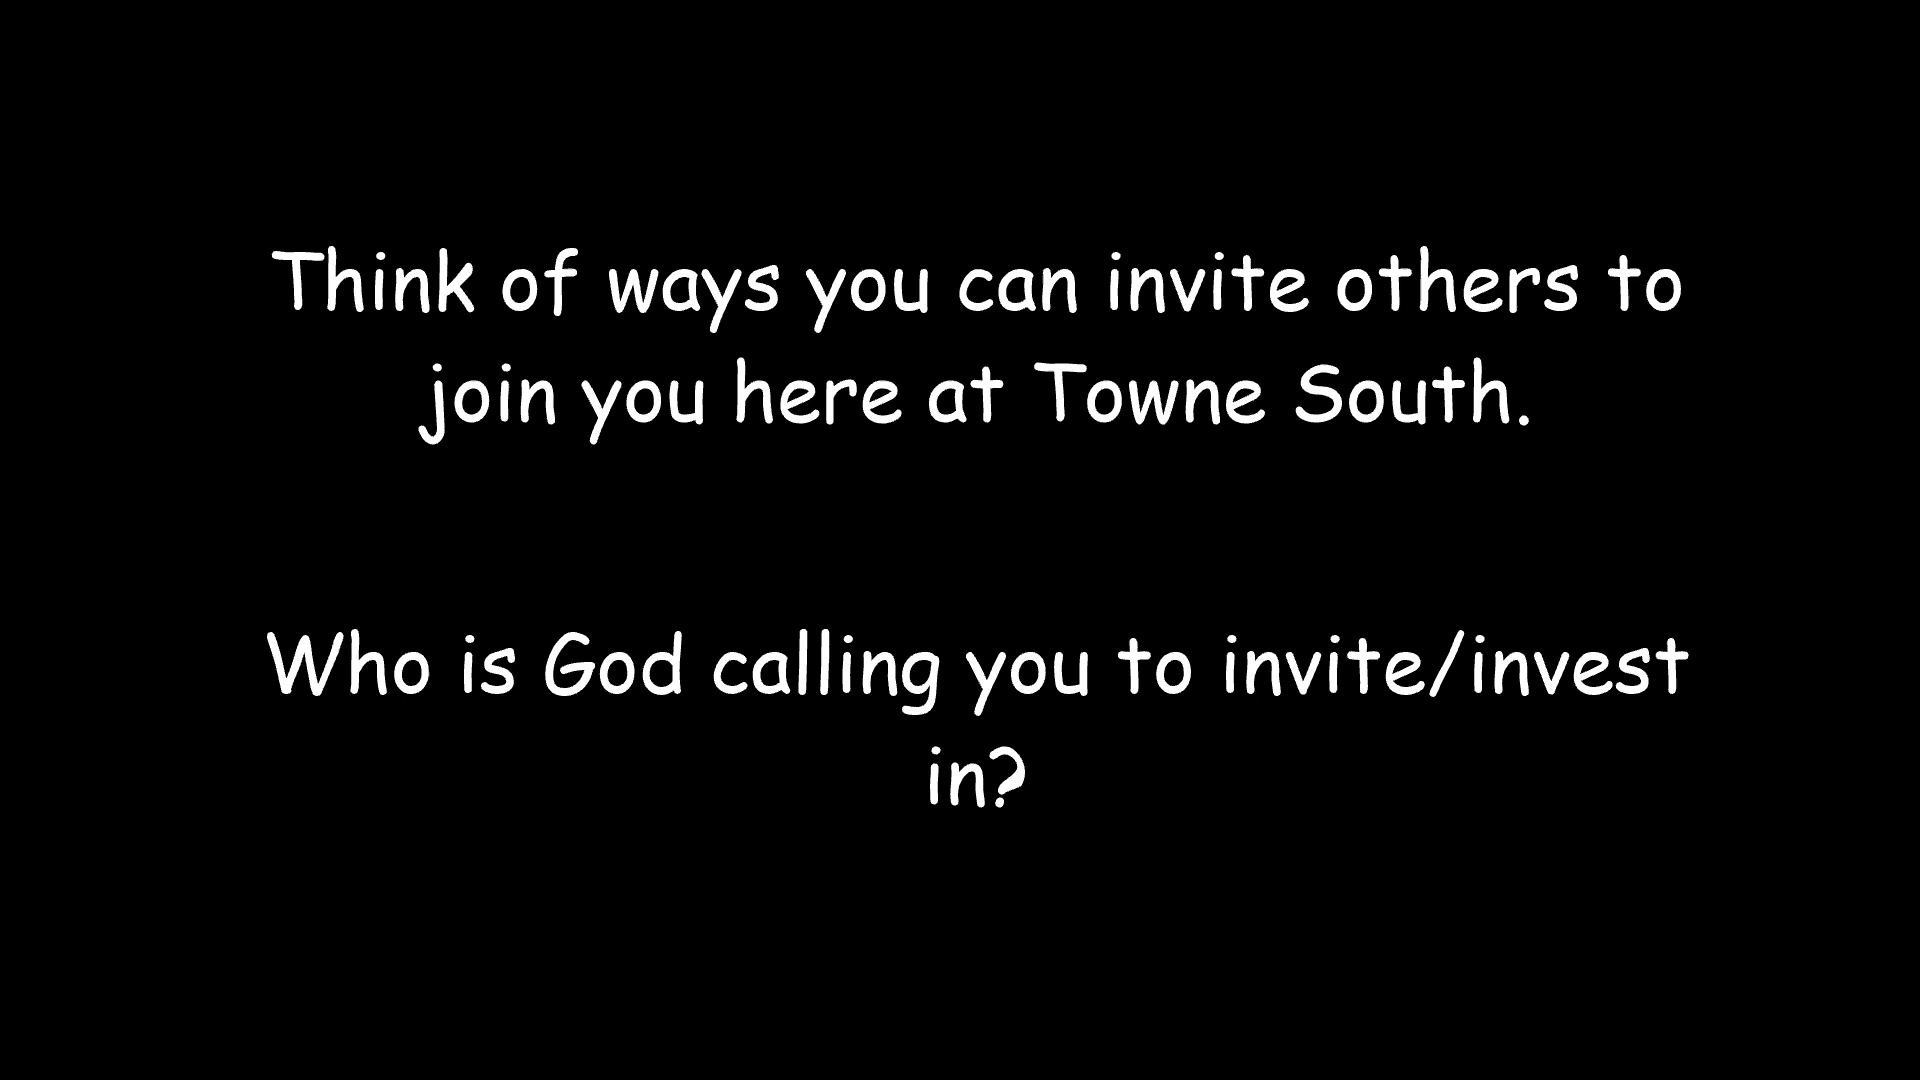 Think of ways you can invite others to
join you here at Towne South.
Who is God calling you to invite/invest
in?